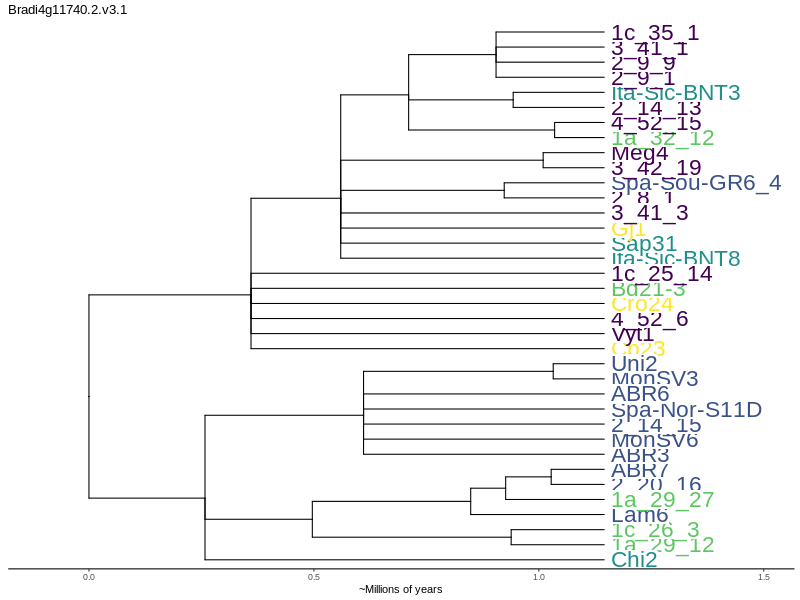 Bradi4g11740.2.v3.1
1c_35_1
3_41_1
2_9_9
2_9_1
Ita-Sic-BNT3
2_14_13
4_52_15
1a_32_12
Meg4
3_42_19
Spa-Sou-GR6_4
2_8_1
3_41_3
Gj1
Sap31
Ita-Sic-BNT8
1c_25_14
Bd21-3
Cro24
4_52_6
Vyt1
Co23
Uni2
MonSV3
ABR6
Spa-Nor-S11D
2_14_15
MonSV6
ABR3
ABR7
2_20_16
1a_29_27
Lam6
1c_26_3
1a_29_12
Chi2
0.0 0.5 1.0 1.5
~Millions of years